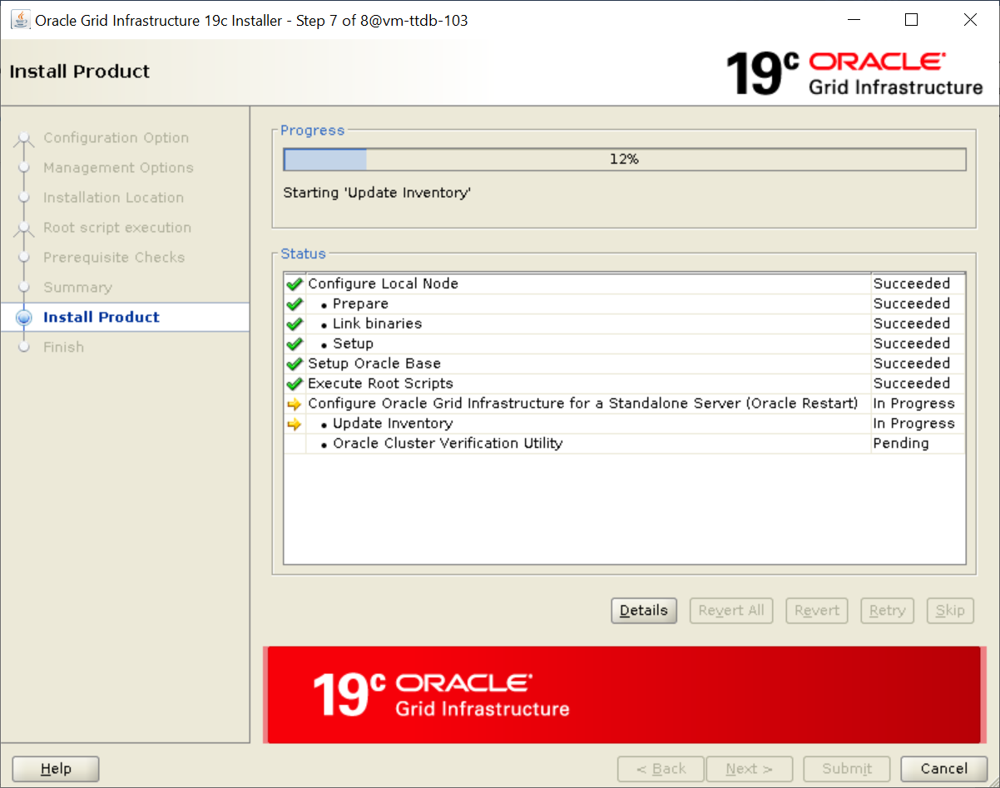 Oracle Grid Infrastructure 19c Installer - Step 7 of 8@vm-ttdb-103
Install Product
19c ORACLE
Grid Infrastructure
Configuration Option
Management Options
Installation Location
Root script execution
Prerequisite Checks
Summary
Install Product
Finish
Progress
12%
Starting 'Update Inventory'
Status
Configure Local Node Succeeded
• Prepare Succeeded
• Link binaries Succeeded
• Setup Succeeded
Setup Oracle Base Succeeded
Execute Root Scripts Succeeded
Configure Oracle Grid Infrastructure for a Standalone Server (Oracle Restart) In Progress
• Update Inventory In Progress
• Oracle Cluster Verification Utility Pending
Details Revert All Revert Retry Skip
19c ORACLE
Grid Infrastructure
Help < Back Next > Submit Cancel